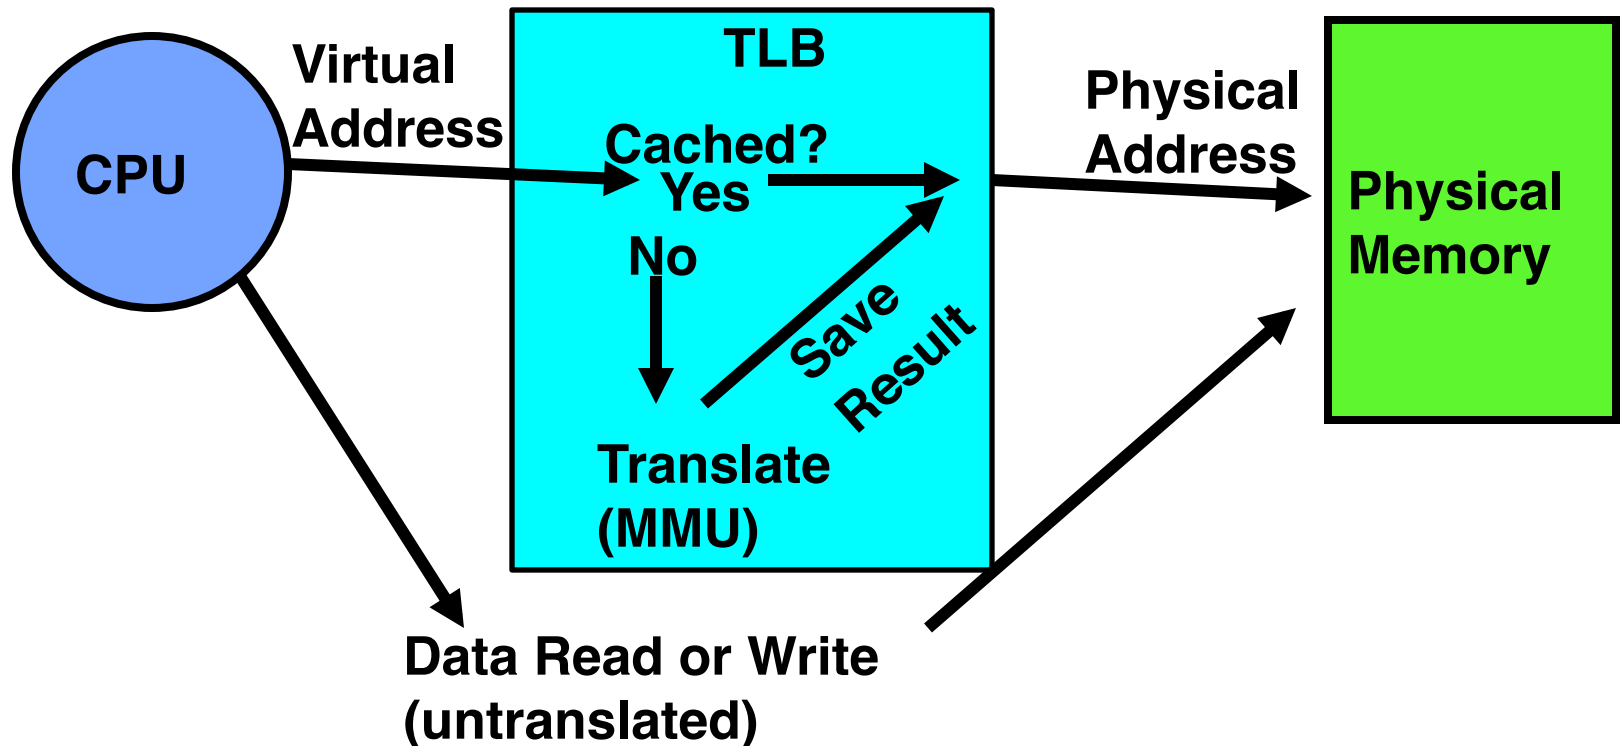 CPU
Virtual
Address
TLB
Cached?
Yes
No
Save
Result
Translate
(MMU)
Physical
Address
Physical
Memory
Data Read or Write
(untranslated)